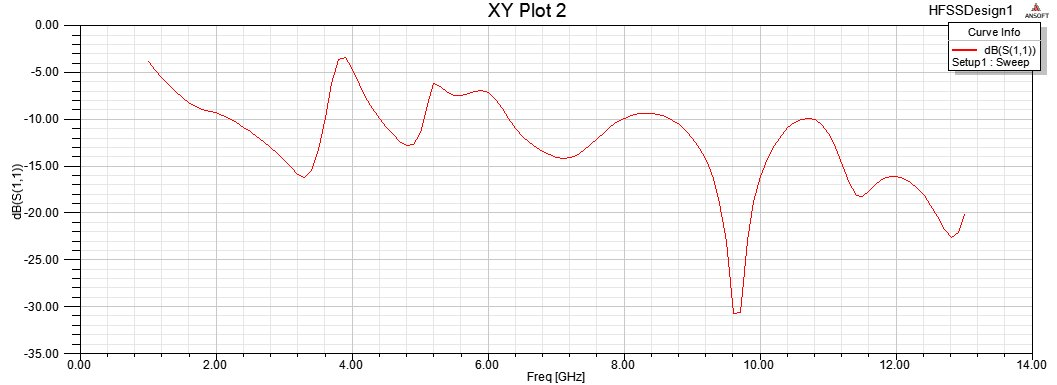 XY Plot 2
HFSSDesign1
ANSOFT
Curve Info
dB(S(1,1))
Setup1 : Sweep
0.00
-5.00
-10.00
-15.00
-20.00
-25.00
-30.00
-35.00
dB(S(1,1))
0.00 2.00 4.00 6.00 8.00 10.00 12.00 14.00
Freq [GHz]